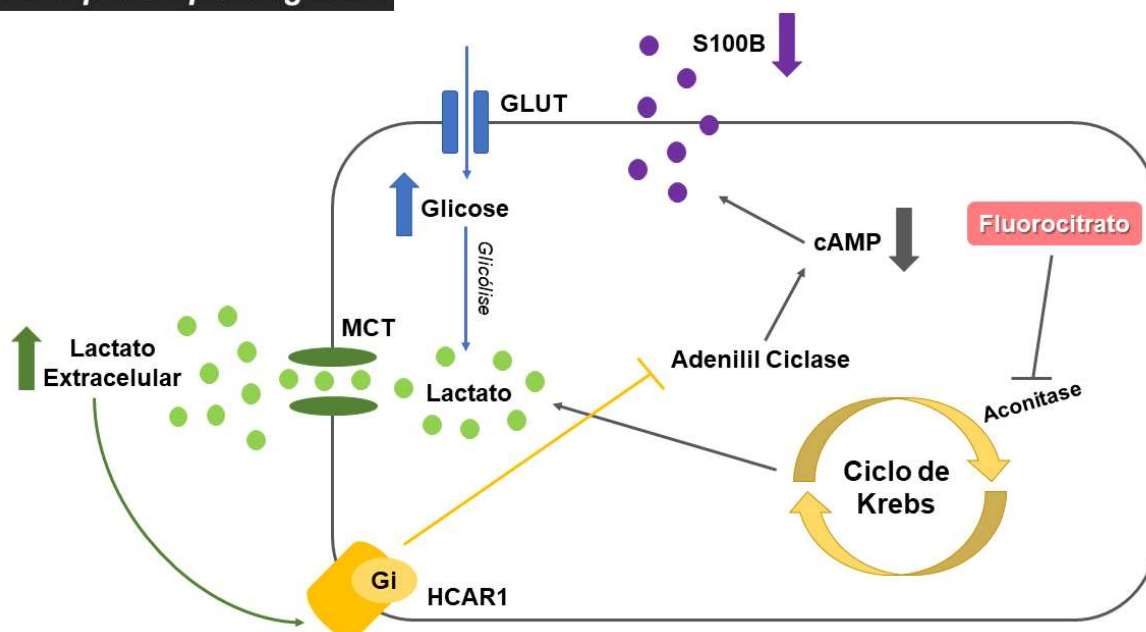 S100B
GLUT
Glicose
Glicólise
cAMP
Fluorocitrato
MCT
Lactato
Extracelular
Lactato
Adenilil Ciclase
Aconitase
Ciclo de
Krebs
Gi
HCAR1